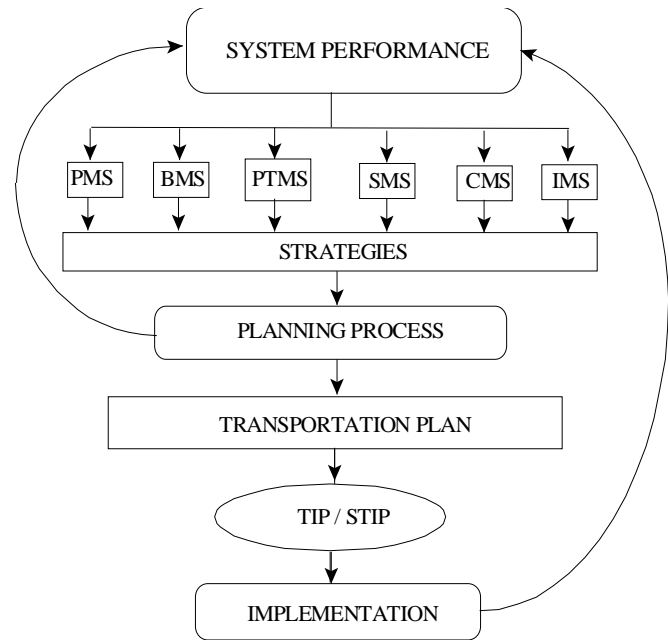 SYSTEM PERFORMANCE
PMS BMS PTMS SMS CMS IMS
STRATEGIES
PLANNING PROCESS
TRANSPORTATION PLAN
TIP / STIP
IMPLEMENTATION